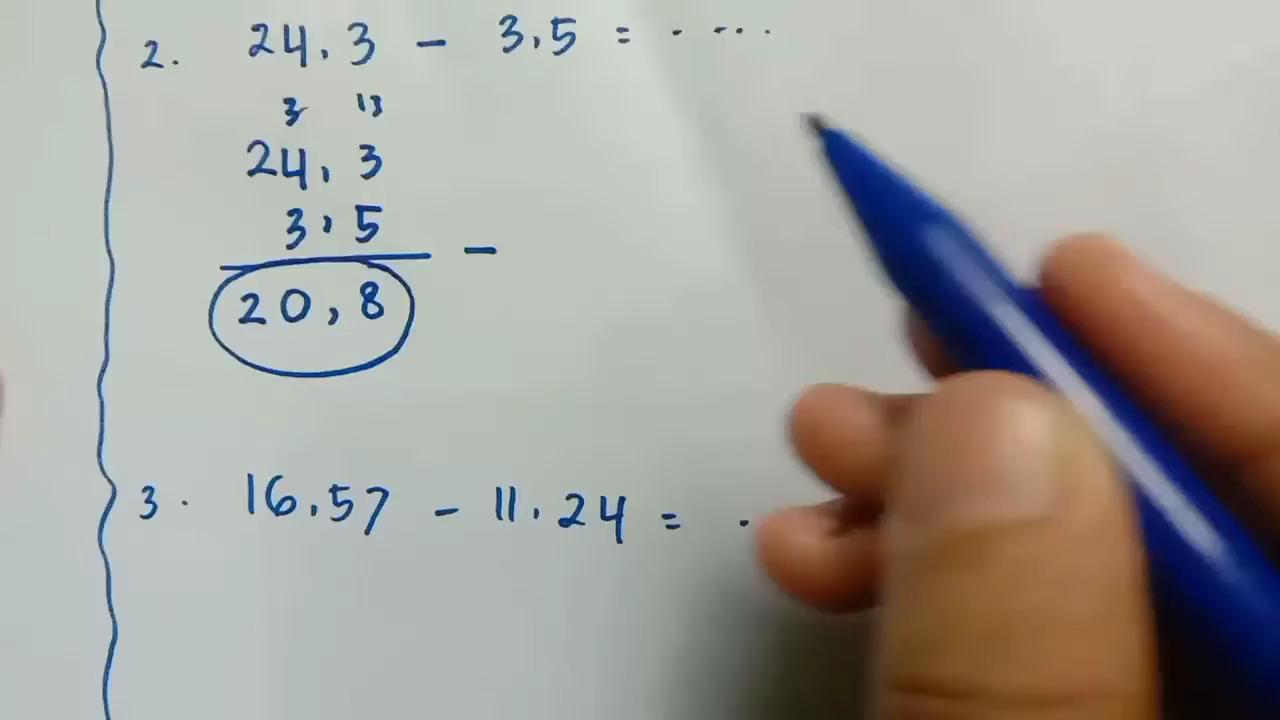 2. 24,3 - 3,5 = . ...
3 13
24,3
3,5
-
20,8
3. 16,57 - 11.24 = .